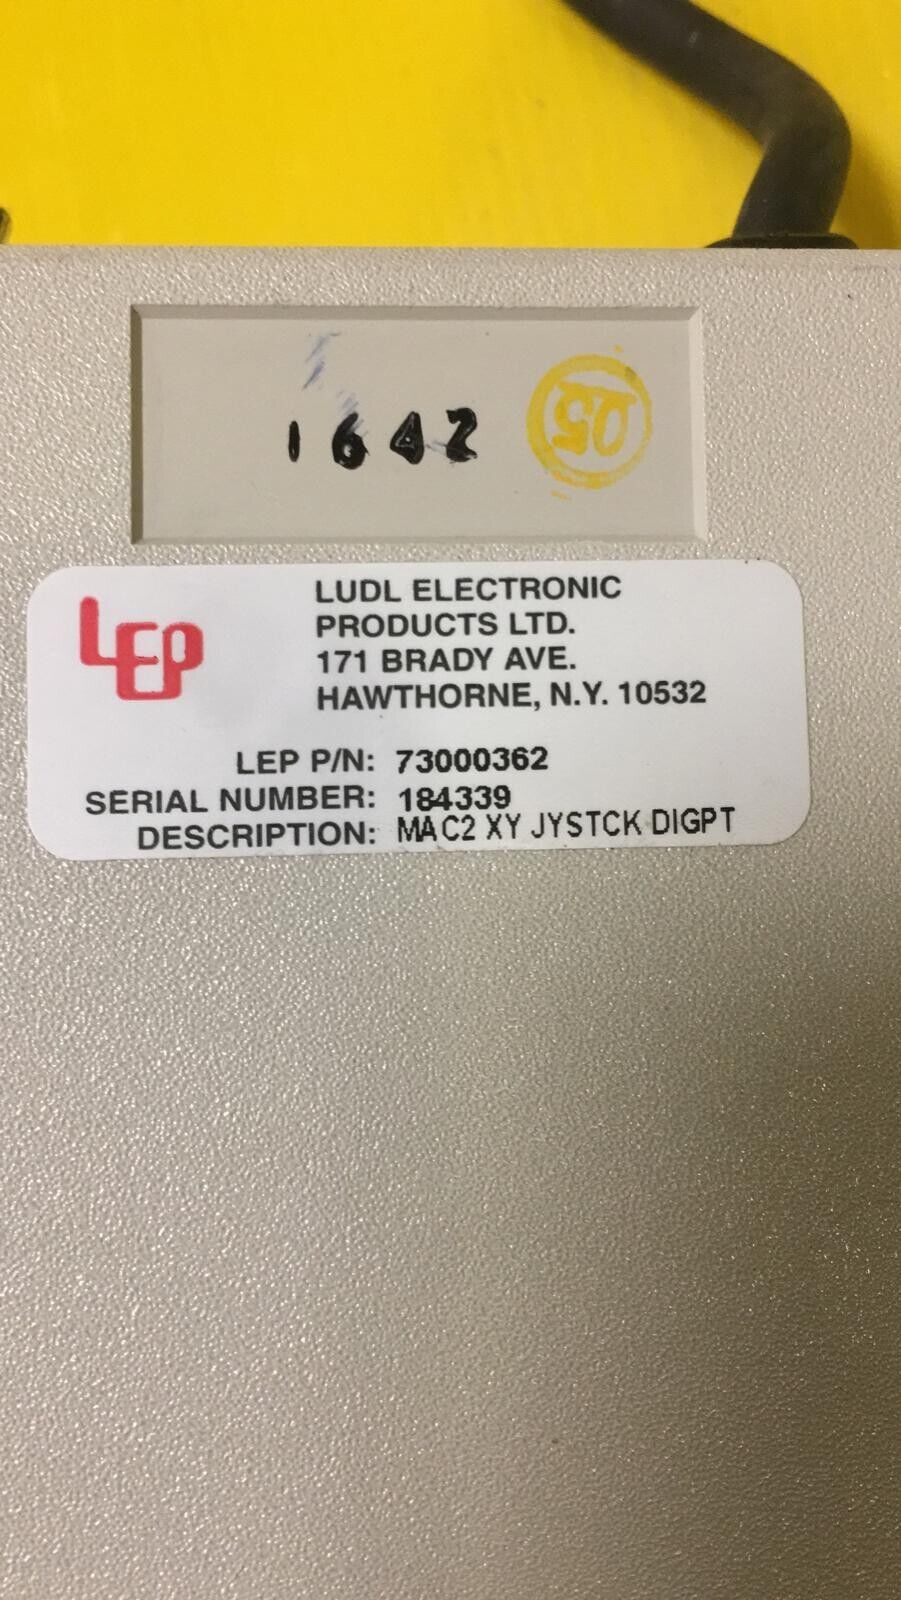 1642
05
LEP
LUDL ELECTRONIC
PRODUCTS LTD.
171 BRADY AVE.
HAWTHORNE, N.Y. 10532
LEP P/N: 73000362
SERIAL NUMBER: 184339
DESCRIPTION: MAC2 XY JYSTCK DIGPT